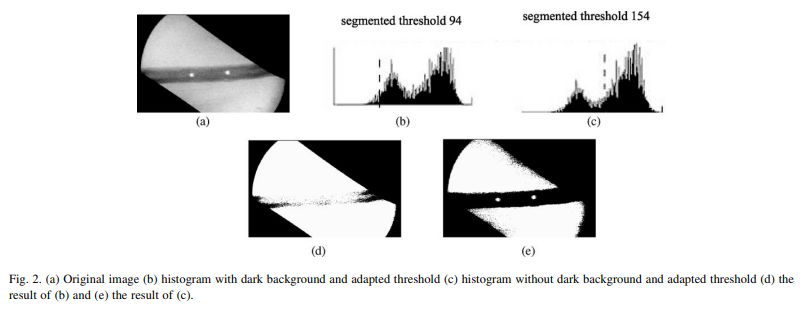 segmented threshold 94
segmented threshold 154
(a)
(b)
(c)
(d)
(e)
Fig. 2. (a) Original image (b) histogram with dark background and adapted threshold (c) histogram without dark background and adapted threshold (d) the
result of (b) and (e) the result of (c).